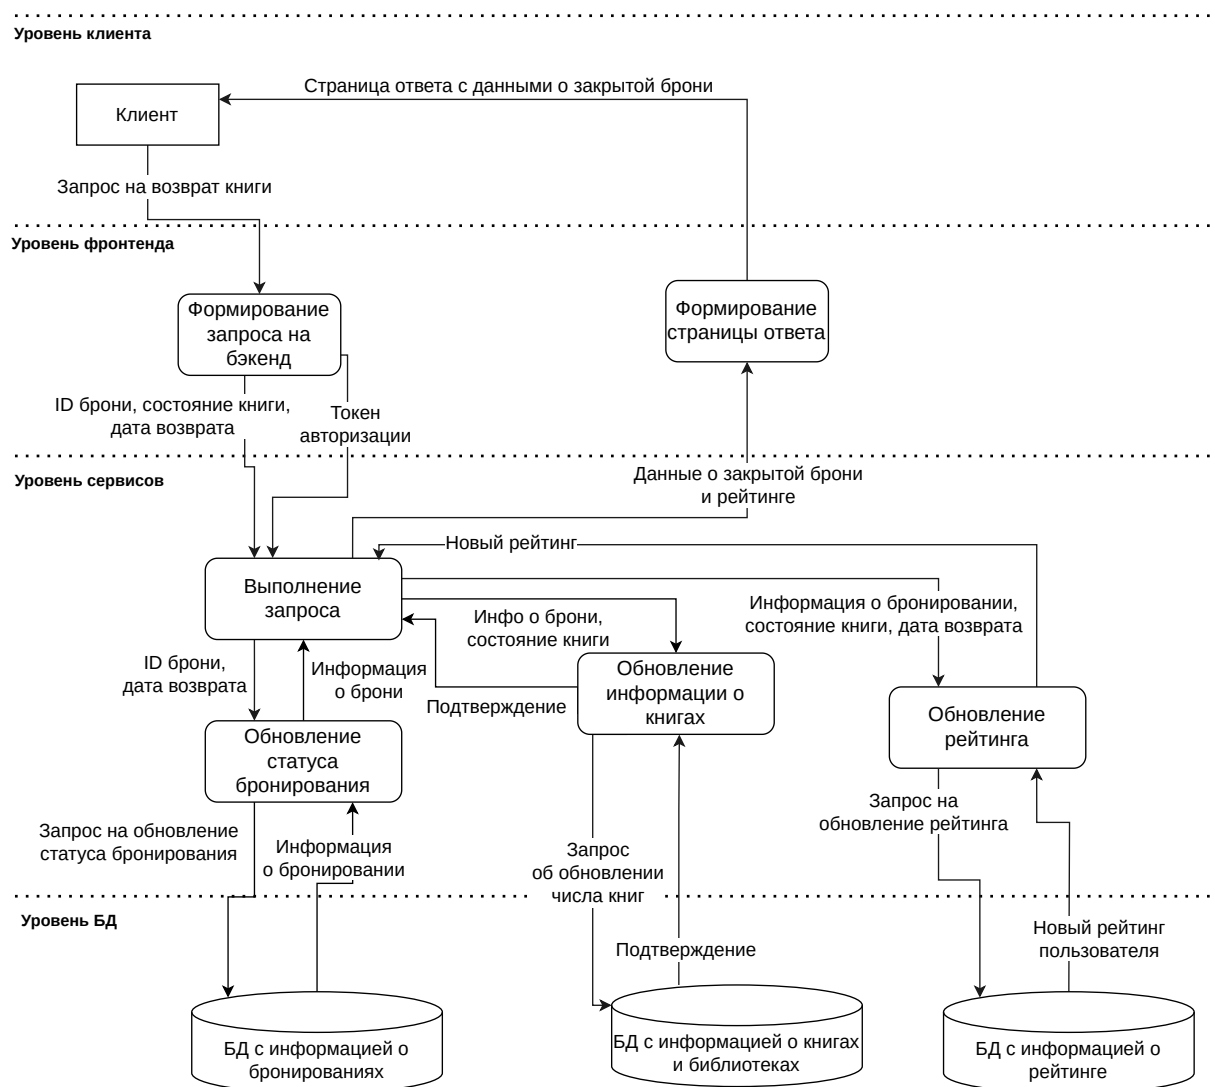 Уровень клиента
Страница ответа с данными о закрытой брони
Клиент
Запрос на возврат книги
Уровень фронтенда
Формирование
запроса на
бэкенд
Формирование
страницы ответа
ID брони, состояние книги,
дата возврата
Токен
авторизации
Уровень сервисов
Данные о закрытой брони
и рейтинге
Новый рейтинг
Выполнение
запроса
Инфо о брони,
состояние книги
Информация о бронировании,
состояние книги, дата возврата
ID брони,
дата возврата
Информация
о брони
Подтверждение
Обновление
информации о
книгах
Обновление
рейтинга
Обновление
статуса
бронирования
Запрос на обновление
статуса бронирования
Информация
о бронировании
Запрос
об обновлении
числа книг
Запрос на
обновление рейтинга
Уровень БД
Подтверждение
Новый рейтинг
пользователя
БД с информацией о
бронированиях
БД с информацией о книгах
и библиотеках
БД с информацией о
рейтинге